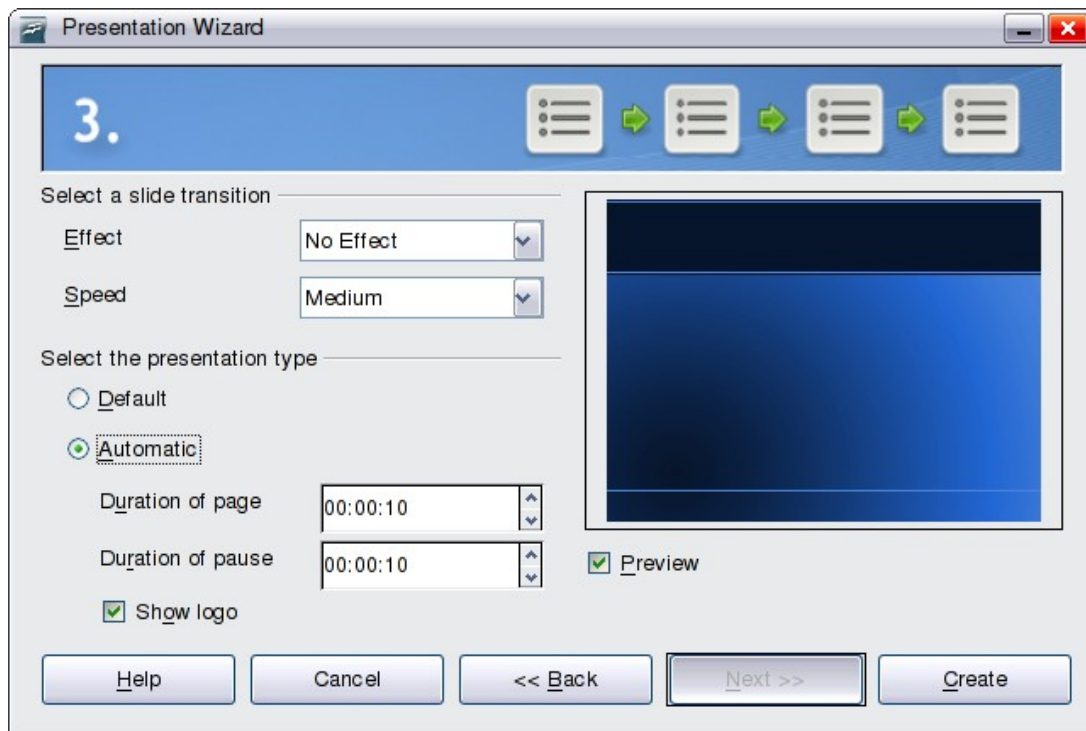 Presentation Wizard
3.
Select a slide transition
Effect
No Effect
Speed
Medium
Select the presentation type
Default
Automatic
Duration of page
00:00:10
Duration of pause
00:00:10
Preview
Show logo
Help
Cancel
<< Back
Next >>
Create